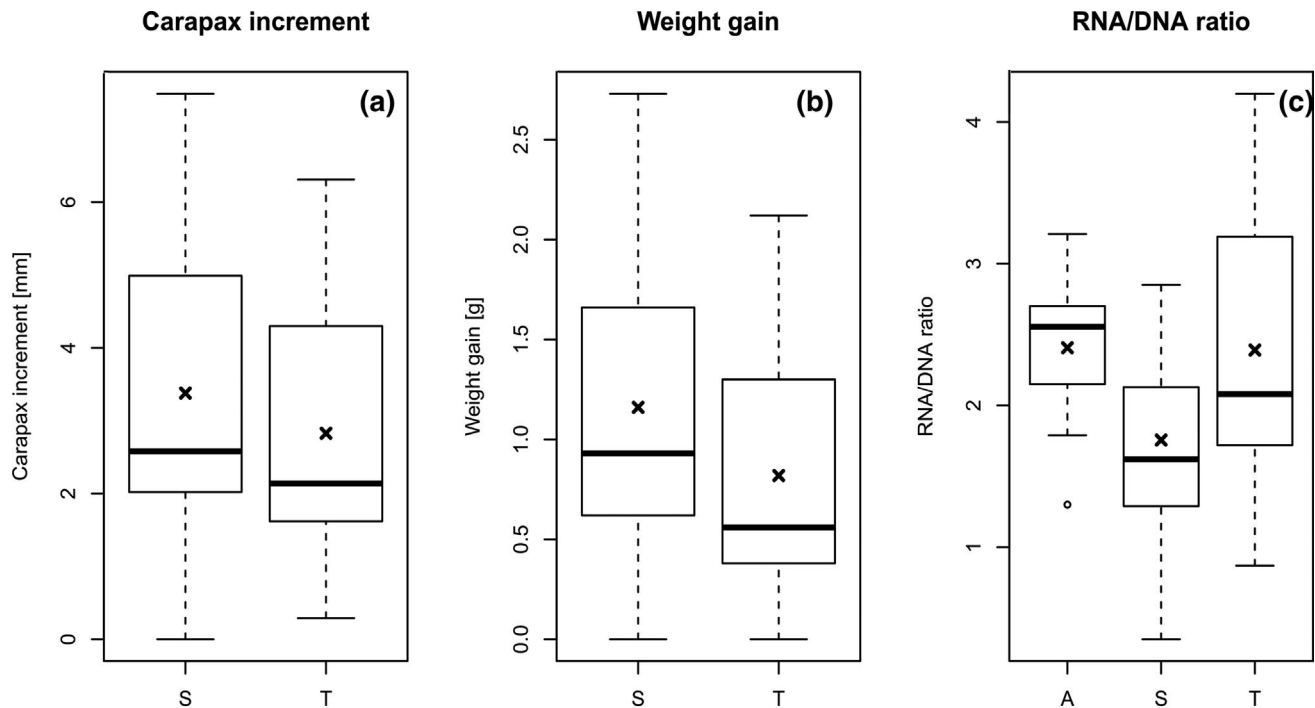 Carapax increment
Weight gain
RNA/DNA ratio
(a)
(b)
(c)
Carapax increment [mm]
6
4
2
0
S
T
Weight gain [g]
2.5
2.0
1.5
1.0
0.5
0.0
S
T
RNA/DNA ratio
4
3
2
1
A
S
T